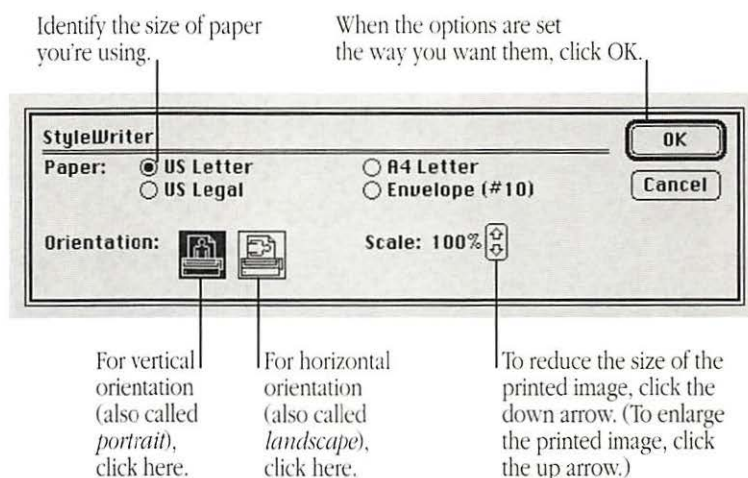 Identify the size of paper
you're using.
When the options are set
the way you want them, click OK.
StyleWriter
OK
Paper:
US Letter
A4 Letter
US Legal
Envelope (#10)
Cancel
Orientation:
Scale: 100%
For vertical
orientation
(also called
portrait),
click here.
For horizontal
orientation
(also called
landscape),
click here.
To reduce the size of the
printed image, click the
down arrow. (To enlarge
the printed image, click
the up arrow.)